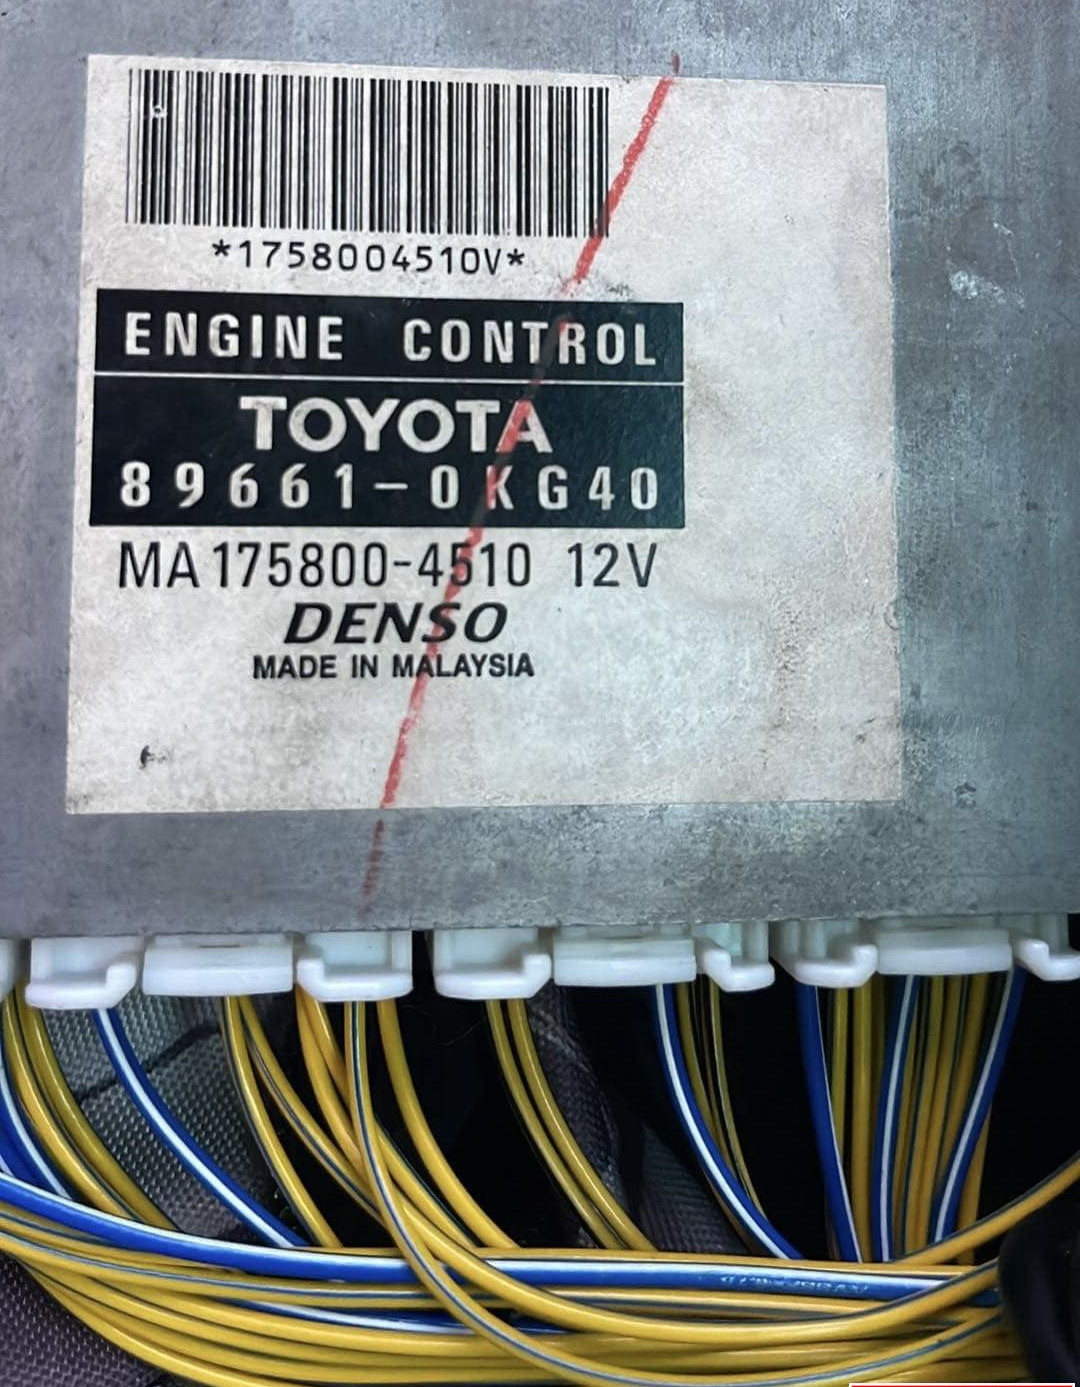 *1758004510V*
ENGINE CONTROL
TOYOTA
89661-0KG40
MA175800-4510 12V
DENSO
MADE IN MALAYSIA